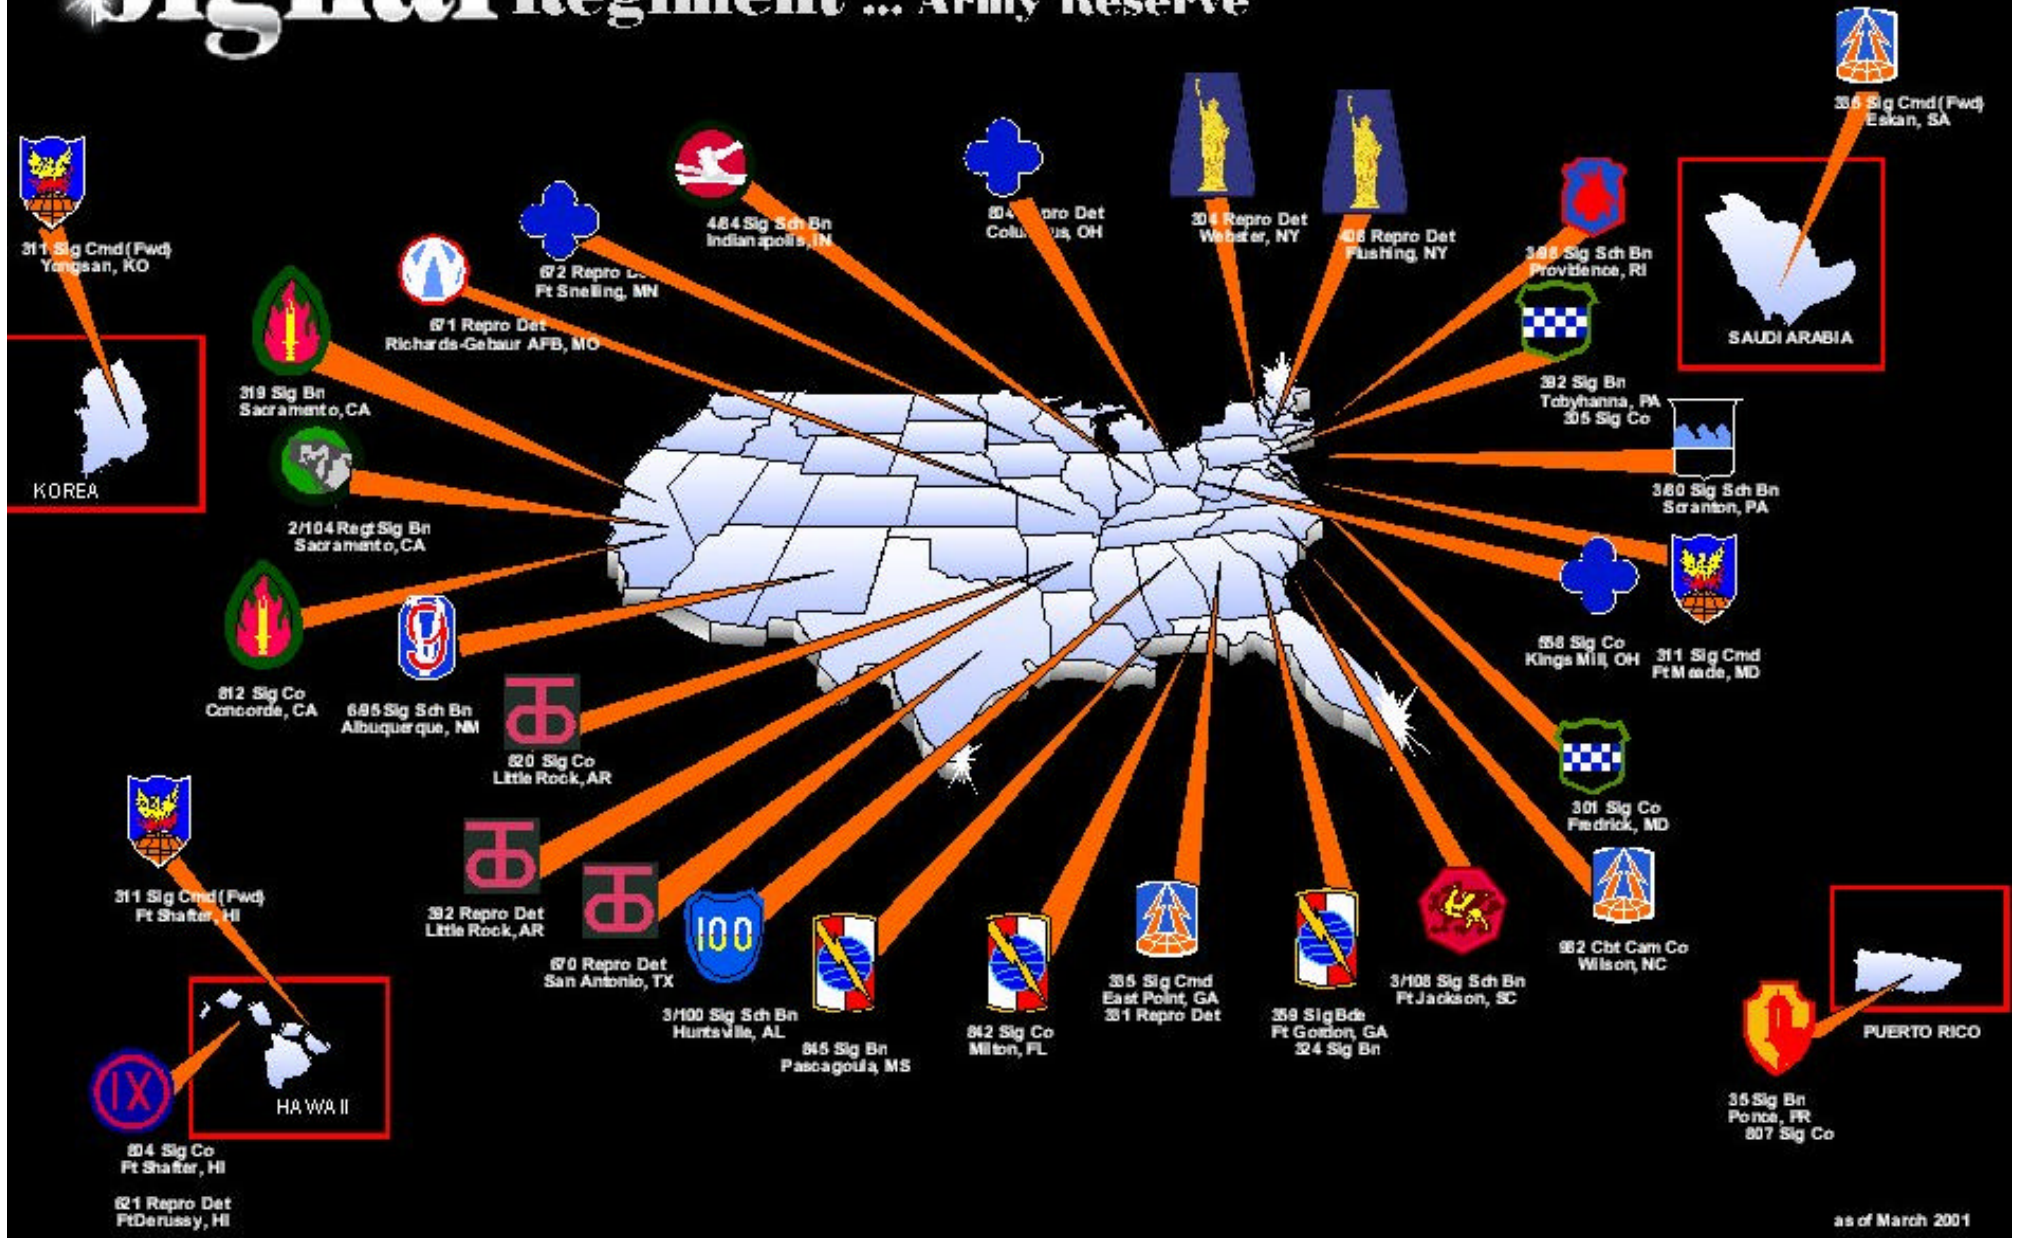 Signal Regiment ... Army Reserve
336 Sig Cmd (Fwd)
Eskan, SA
311 Sig Cmd (Fwd)
Yongsan, KO
484 Sig Sch Bn
Indianapolis, IN
804 Repro Det
Columbus, OH
304 Repro Det
Webster, NY
Repro Det
Flushing, NY
Sig Sch Bn
Providence, RI
672 Repro Det
Ft Snelling, MN
671 Repro Det
Richards-Gebaur AFB, MO
SAUDI ARABIA
319 Sig Bn
Sacramento, CA
392 Sig Bn
Tobyhanna, PA
305 Sig Co
KOREA
3/80 Sig Sch Bn
Scranton, PA
2/104 Regt Sig Bn
Sacramento, CA
812 Sig Co
Concorde, CA
6/95 Sig Sch Bn
Albuquerque, NM
Sig Co
Kings Mill, OH
311 Sig Cmd
Ft Meade, MD
820 Sig Co
Little Rock, AR
301 Sig Co
Fredrick, MD
311 Sig Cmd (Fwd)
Ft Shafter, HI
392 Repro Det
Little Rock, AR
670 Repro Det
San Antonio, TX
100
3/100 Sig Sch Bn
Huntsville, AL
845 Sig Bn
Pascagoula, MS
842 Sig Co
Milton, FL
335 Sig Cmd
East Point, GA
331 Repro Det
359 Sig Bde
Ft Gordon, GA
324 Sig Bn
3/108 Sig Sch Bn
Ft Jackson, SC
982 Cbt Cam Co
Wilson, NC
PUERTO RICO
35 Sig Bn
Ponce, PR
807 Sig Co
HAWAII
IX
804 Sig Co
Ft Shafter, HI
621 Repro Det
Ft Derussy, HI
as of March 2001